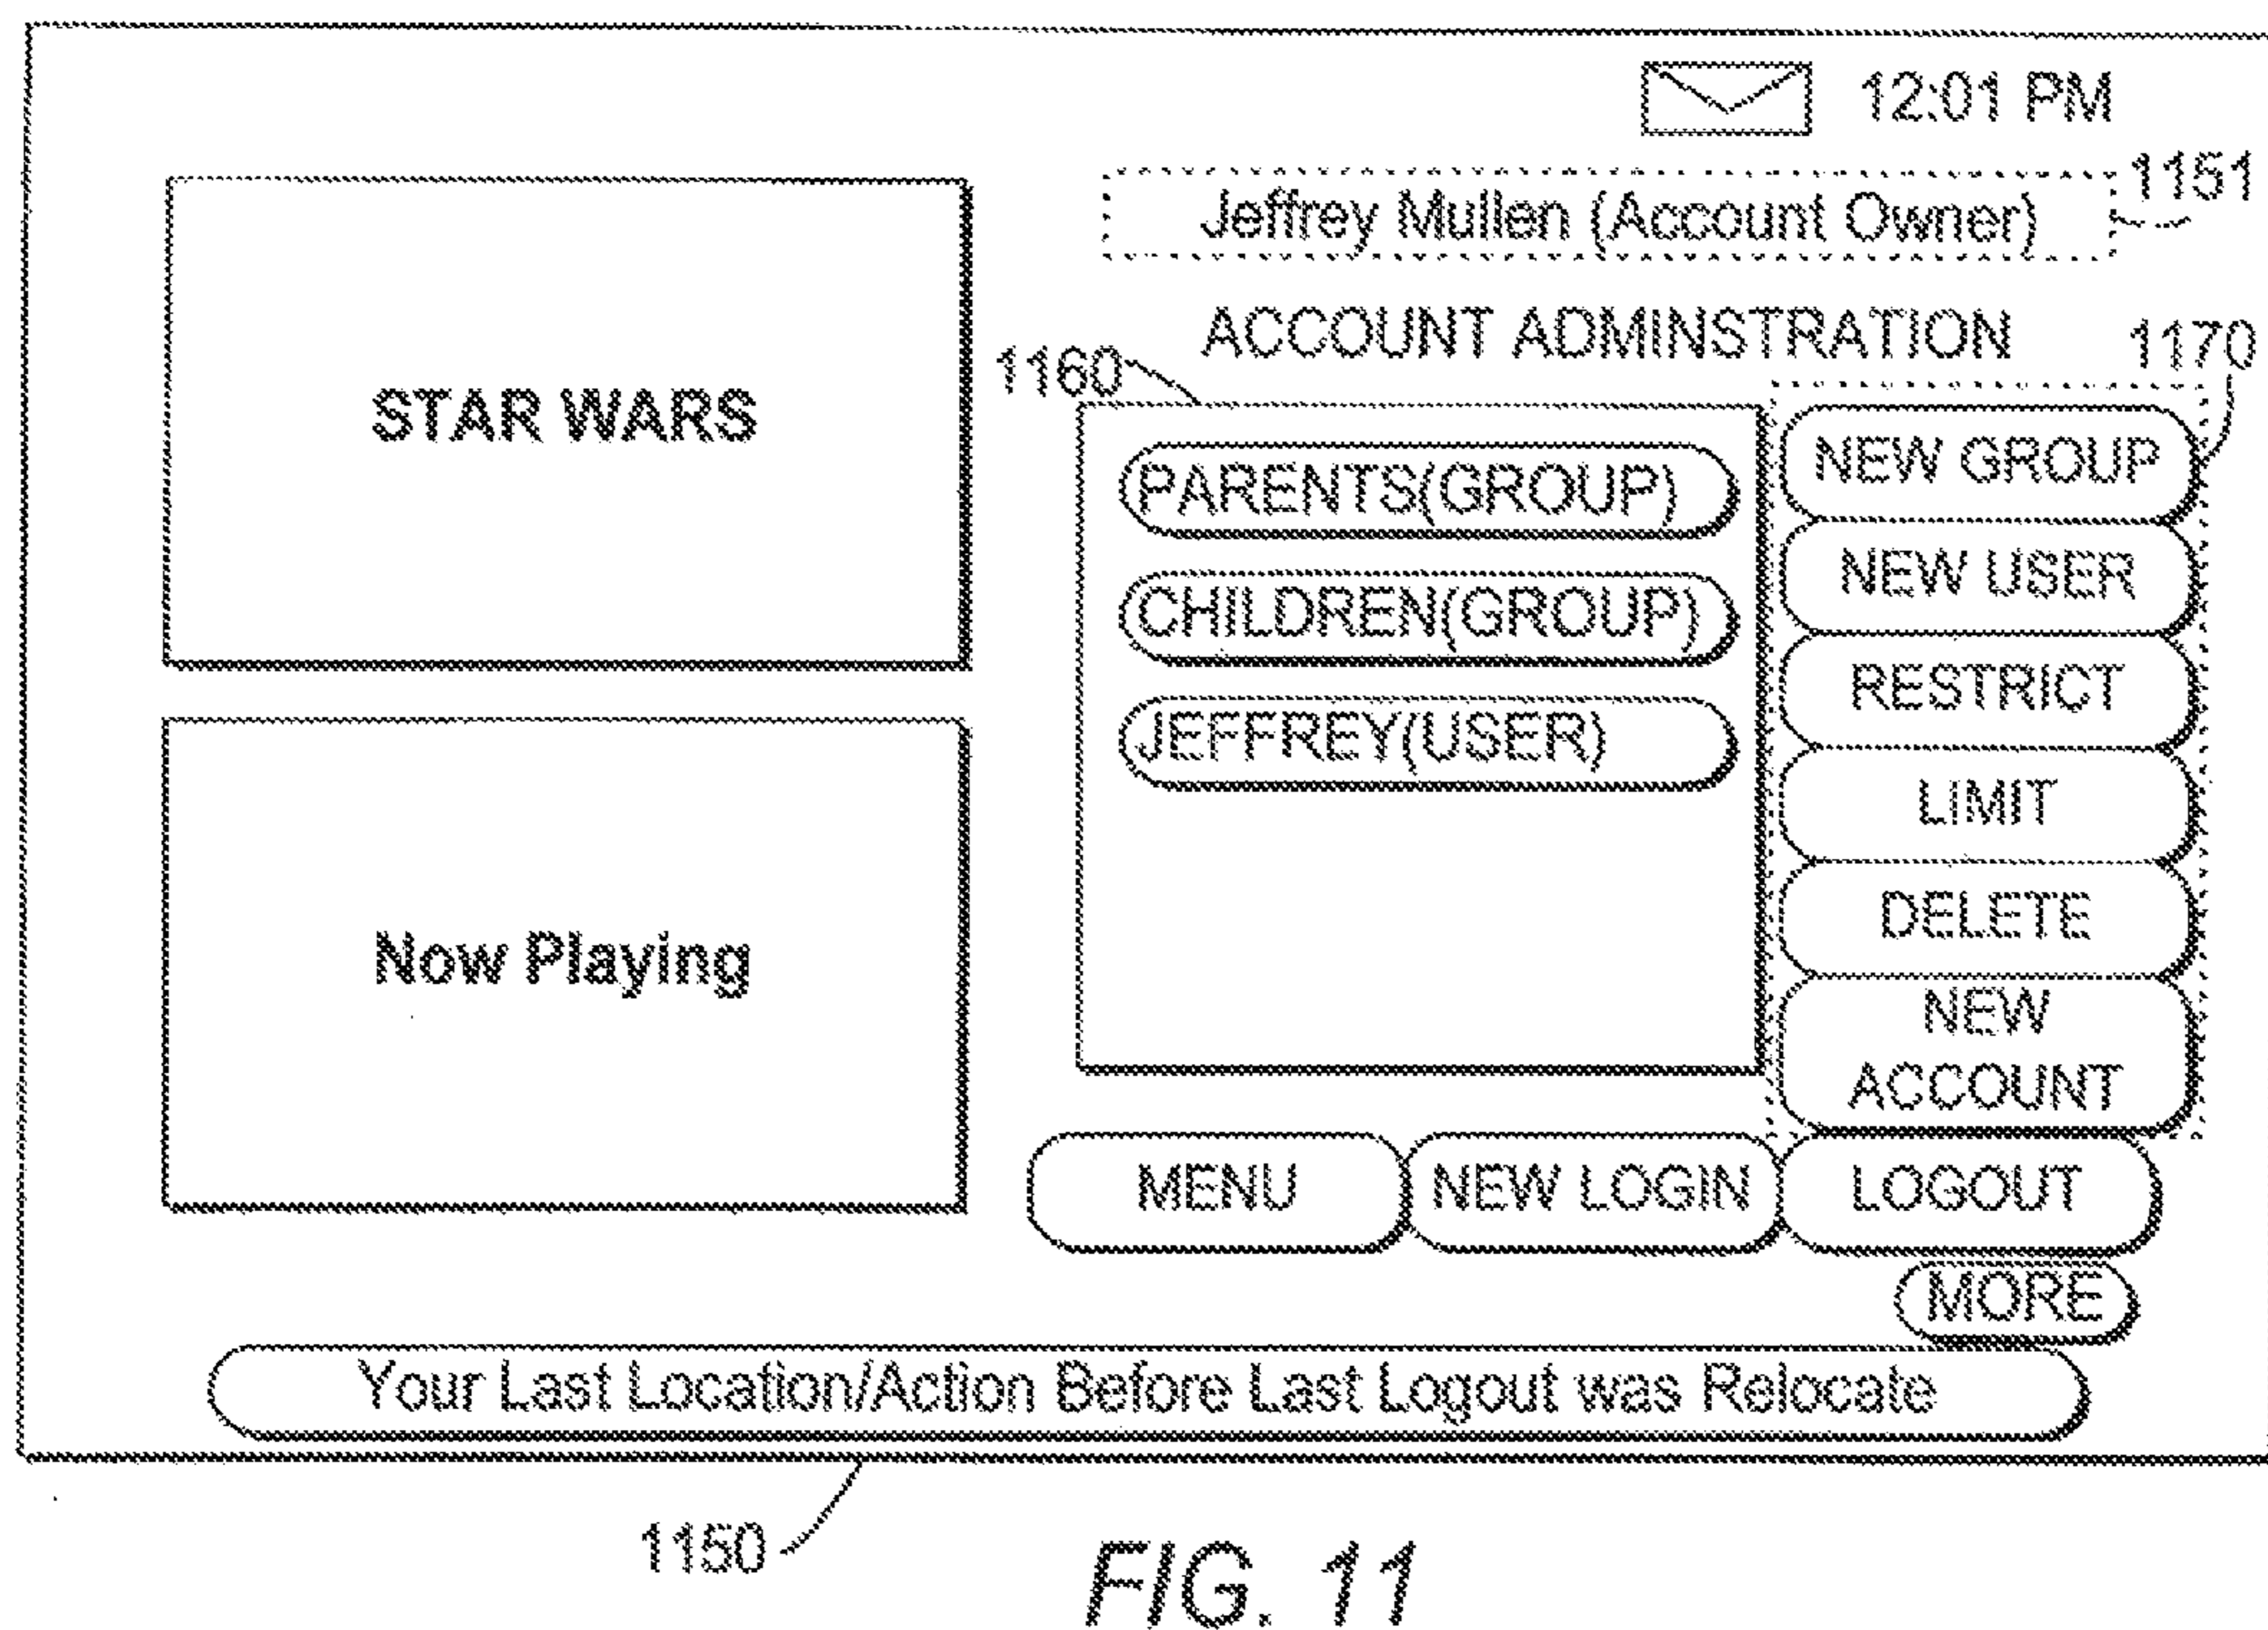 12:01 PM
1151
Jeffrey Mullen (Account Owner)
ACCOUNT ADMINSTRATION
1160
1170
STAR WARS
PARENTS(GROUP)
CHILDREN(GROUP)
JEFFREY(USER)
NEW GROUP
NEW USER
RESTRICT
LIMIT
DELETE
NEW
ACCOUNT
Now Playing
MENU
NEW LOGIN
LOGOUT
MORE
Your Last Location/Action Before Last Logout was Relocate
1150
FIG. 11